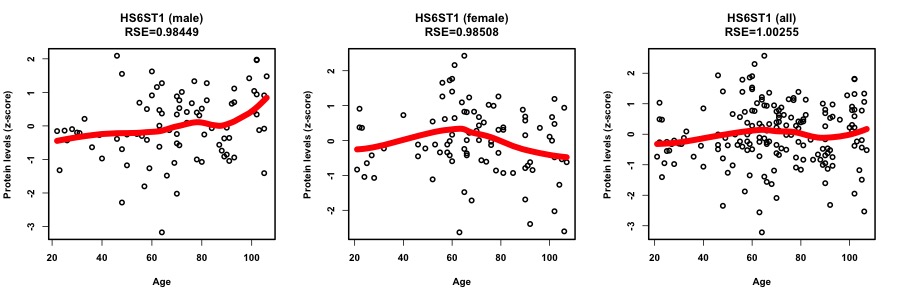 HS6ST1 (male)
RSE=0.98449
Protein levels (z-score)
2
1
0
-1
-2
-3
20 40 60 80 100
Age
HS6ST1 (female)
RSE=0.98508
Protein levels (z-score)
2
1
0
-1
-2
20 40 60 80 100
Age
HS6ST1 (all)
RSE=1.00255
Protein levels (z-score)
2
1
0
-1
-2
-3
20 40 60 80 100
Age